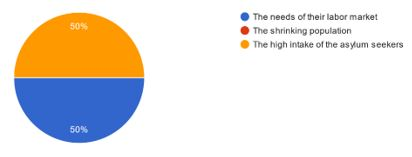 50%
50%
The needs of their labor market
The shrinking population
The high intake of the asylum seekers